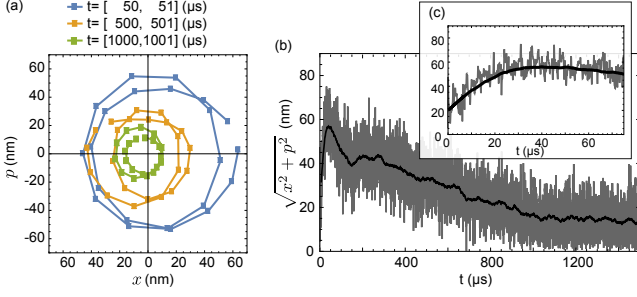 (a)
t= [ 50, 51] (μs)
t= [ 500, 501] (μs)
t= [1000,1001] (μs)
60
40
20
0
-20
-40
-60
p (nm)
60 40 20 0 20 40 60
x (nm)
(b)
80
60
40
20
0
√x² + p² (nm)
0 400 800 1200
t (μs)
(c)
80
60
40
20
0
0 20 40 60
t (μs)